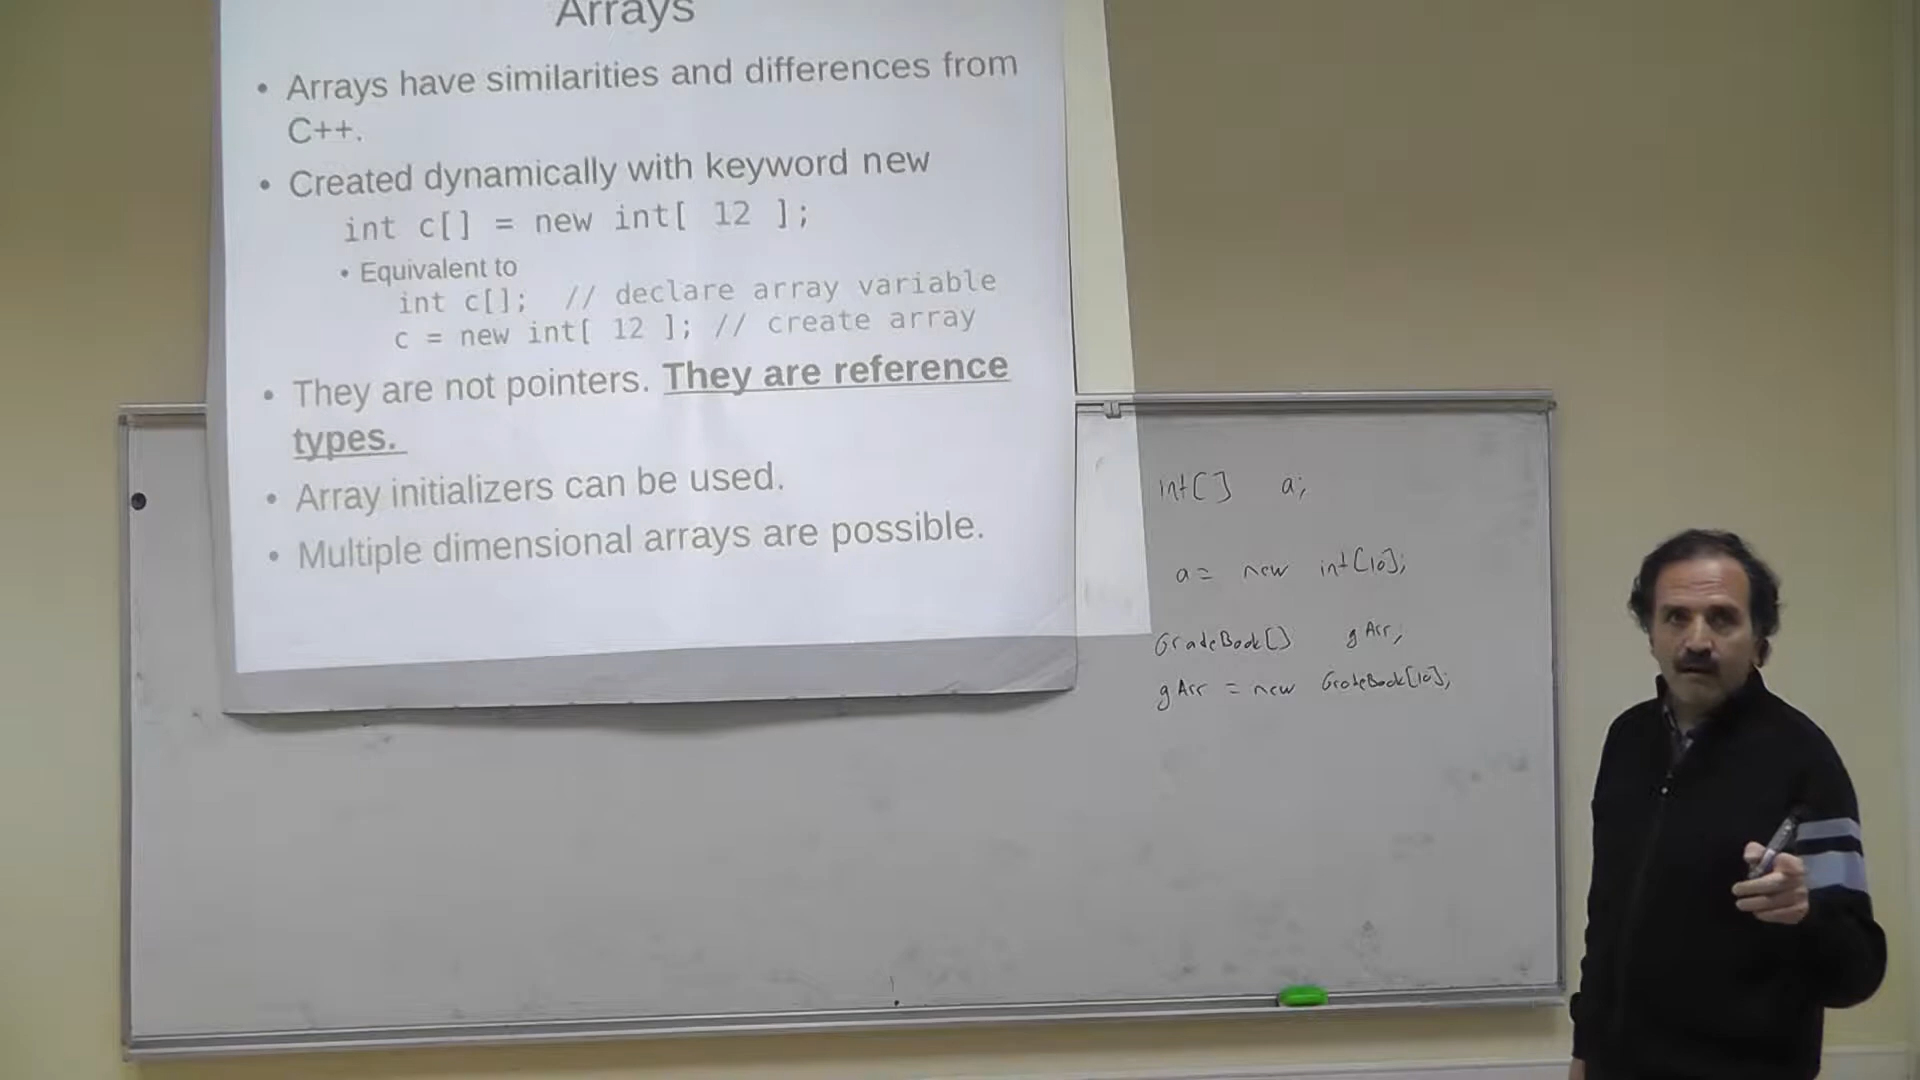 Arrays
• Arrays have similarities and differences from
C++.
• Created dynamically with keyword new
int c[] = new int[ 12 ];
• Equivalent to
int c[]; // declare array variable
c = new int[ 12 ]; // create array
• They are not pointers. They are reference
types.
• Array initializers can be used.
• Multiple dimensional arrays are possible.
int[] a;
a = new int[10];
GradeBook[] gArr;
gArr = new GradeBook[10];